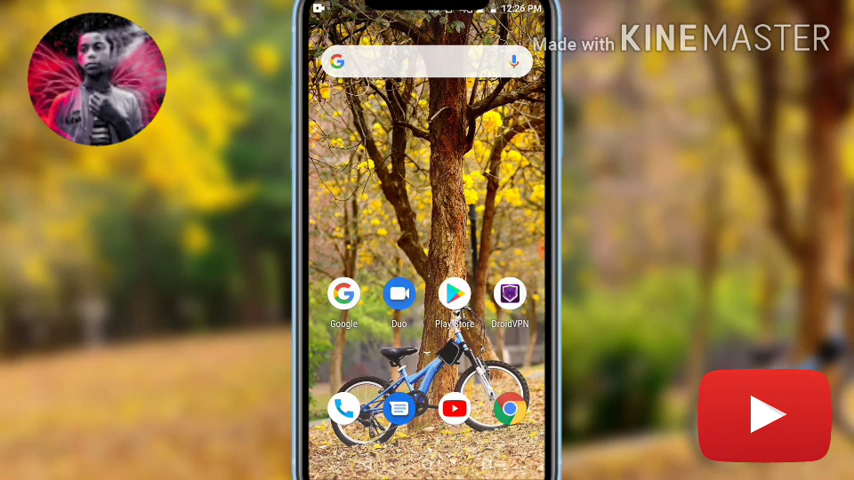 12:26 PM
Made with KINEMASTER
Google
Duo
Play Store
DroidVPN